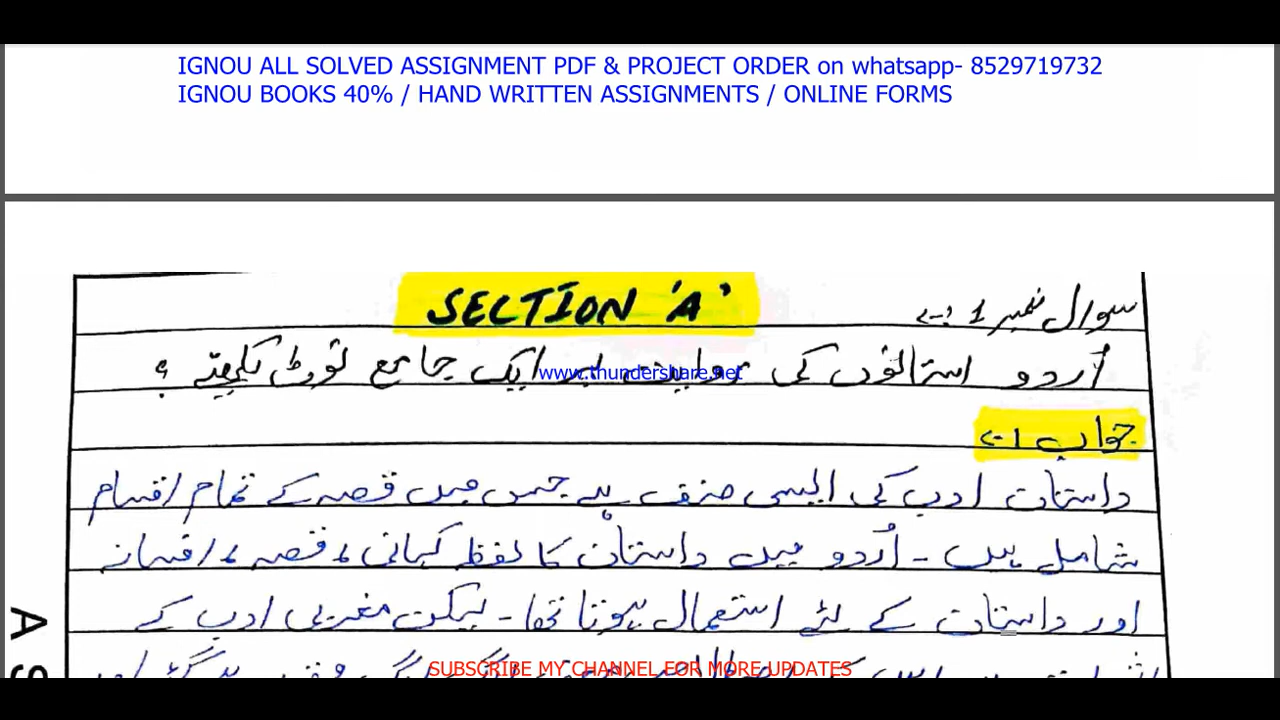 IGNOU ALL SOLVED ASSIGNMENT PDF & PROJECT ORDER on whatsapp- 8529719732
IGNOU BOOKS 40% / HAND WRITTEN ASSIGNMENTS / ONLINE FORMS
SECTION 'A'
سوال نمبر 1 :-
اُردو استانوں کی روایت پر ایک جامع نوٹ لکھئے ؟
www.thundershare.net
جواب 1-
داستان ادب کی ایسی صنف ہے جس میں قصہ کے تمام اقسام
شامل ہیں - اُردو میں داستان کا لفظ کہانی، قصہ، افسانہ
اور داستان کے لئے استعمال ہوتا تھا - لیکن مغربی ادب کے
SUBSCRIBE MY CHANNEL FOR MORE UPDATES
A S